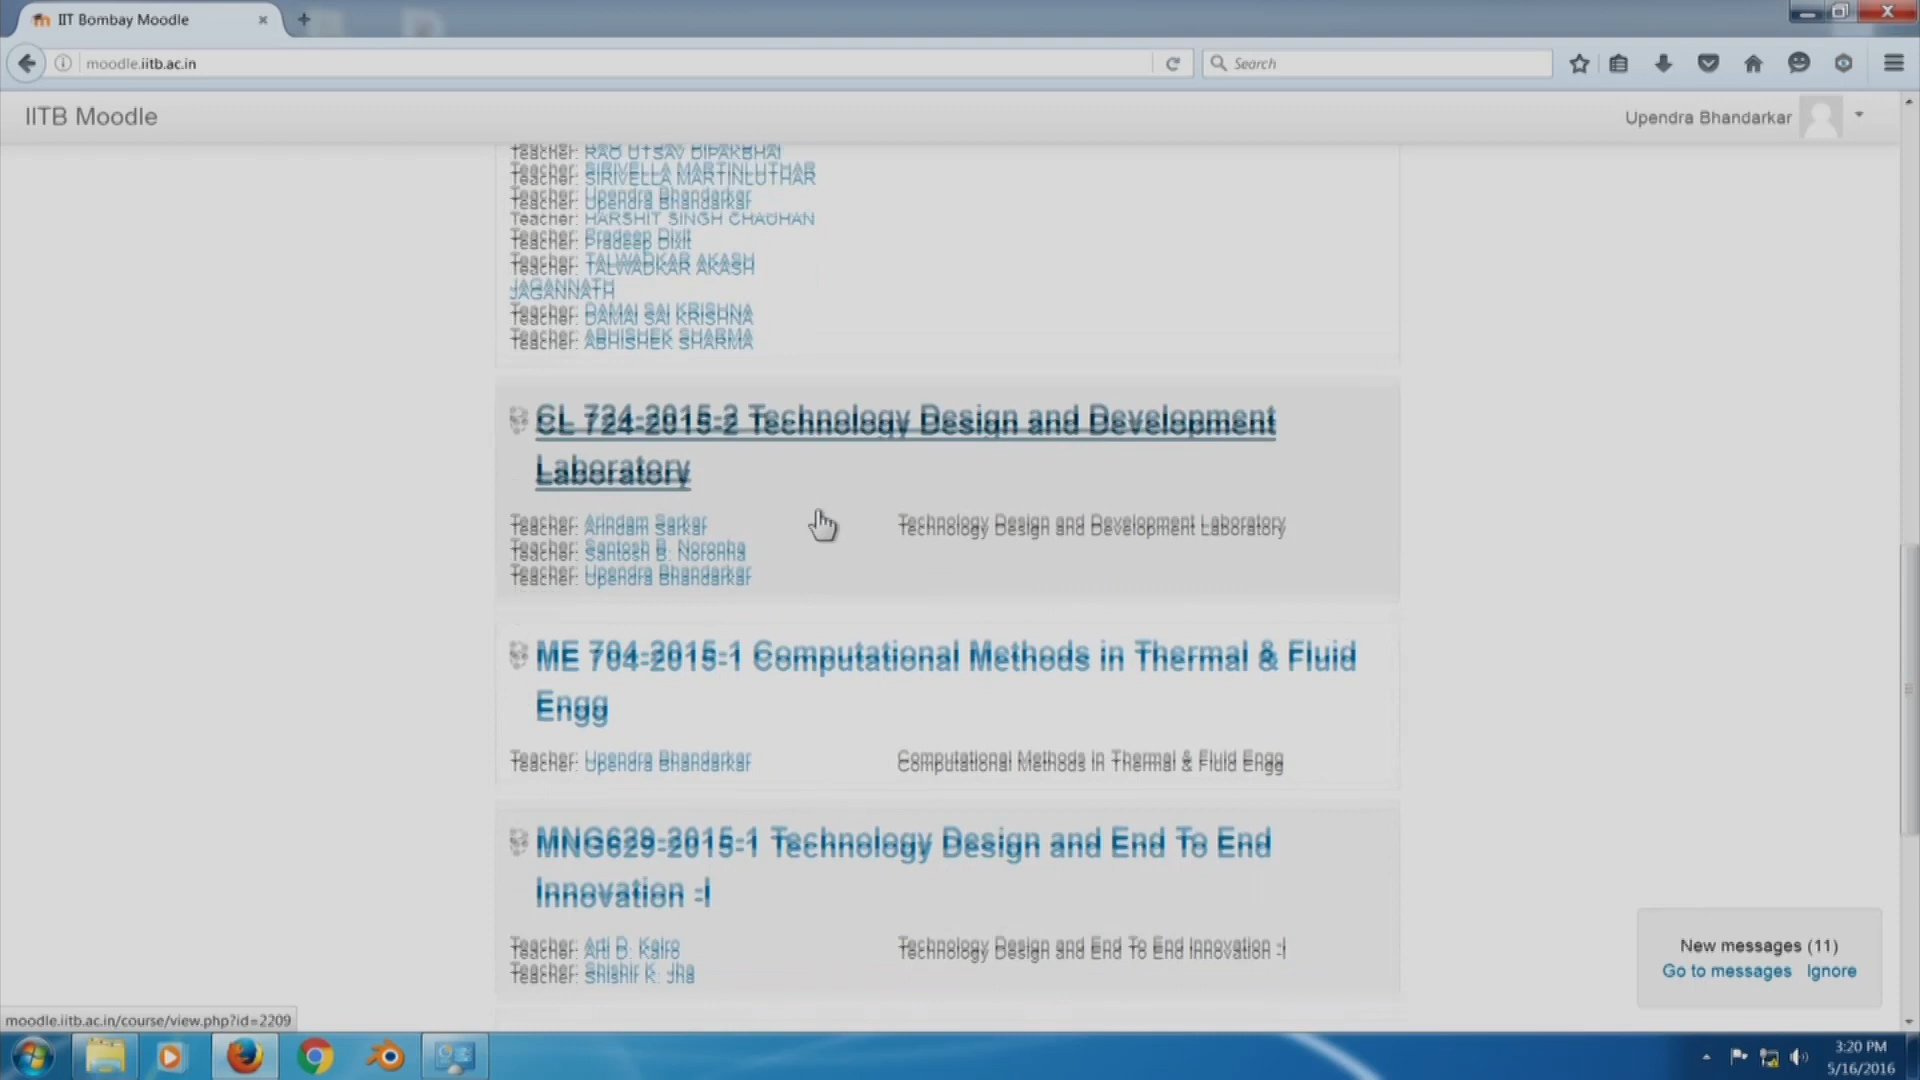 IIT Bombay Moodle
moodle.iitb.ac.in
Search
IITB Moodle
Upendra Bhandarkar
Teacher: RAO UTSAV DIPAKBHAI
Teacher: SIRIVELLA MARTINLUTHAR
Teacher: Upendra Bhandarkar
Teacher: HARSHIT SINGH CHAUHAN
Teacher: Pradeep Dixit
Teacher: TALWADKAR AKASH
JAGANNATH
Teacher: DAMAI SAI KRISHNA
Teacher: ABHISHEK SHARMA
CL 724-2015-2 Technology Design and Development
Laboratory
Teacher: Arindam Sarkar
Teacher: Santosh B. Noronha
Teacher: Upendra Bhandarkar
Technology Design and Development Laboratory
ME 704-2015-1 Computational Methods in Thermal & Fluid
Engg
Teacher: Upendra Bhandarkar
Computational Methods in Thermal & Fluid Engg
MNG629-2015-1 Technology Design and End To End
Innovation -I
Teacher: Arti D. Kalro
Teacher: Shishir K. Jha
Technology Design and End To End Innovation -I
New messages (11)
Go to messages Ignore
moodle.iitb.ac.in/course/view.php?id=2209
3:20 PM
5/16/2016